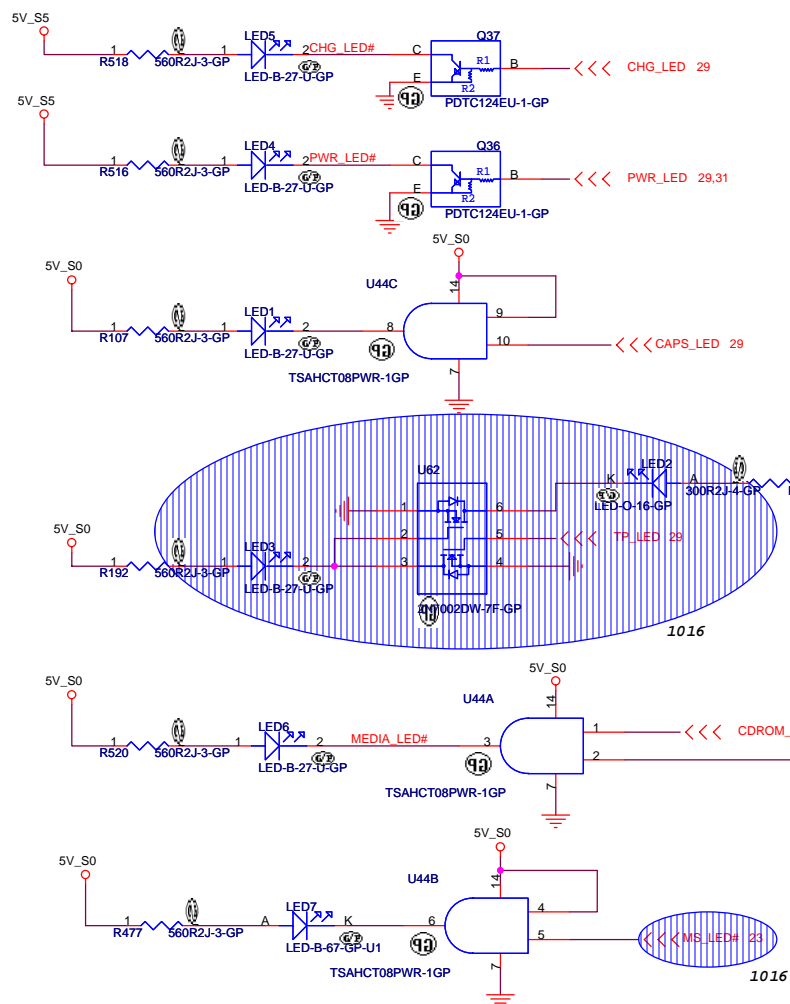 5V_S5
R518 1 560R2J-3-GP
1 LED5 2
LED-B-27-U-GP
CHG_LED#
Q37
C
E
R1
R2
B
PDTC124EU-1-GP
CHG_LED 29
5V_S5
R516 1 560R2J-3-GP
1 LED4 2
LED-B-27-U-GP
PWR_LED#
Q36
C
E
R1
R2
B
PDTC124EU-1-GP
PWR_LED 29,31
5V_S0
R107 1 560R2J-3-GP
1 LED1 2
LED-B-27-U-GP
5V_S0
U44C
14
8
9
10
7
TSAHCT08PWR-1GP
CAPS_LED 29
U62
1
2
3
6
5
4
K LED2 A
LED-O-16-GP
300R2J-4-GP
TP_LED 29
5V_S0
R192 1 560R2J-3-GP
1 LED3 2
LED-B-27-U-GP
2N7002DW-7F-GP
1016
5V_S0
R520 1 560R2J-3-GP
1 LED6 2
LED-B-27-U-GP
MEDIA_LED#
5V_S0
U44A
14
3
1
2
7
TSAHCT08PWR-1GP
CDROM_
5V_S0
R477 1 560R2J-3-GP
A LED7 K
LED-B-67-GP-U1
5V_S0
U44B
14
6
4
5
7
TSAHCT08PWR-1GP
MS_LED# 23
1016